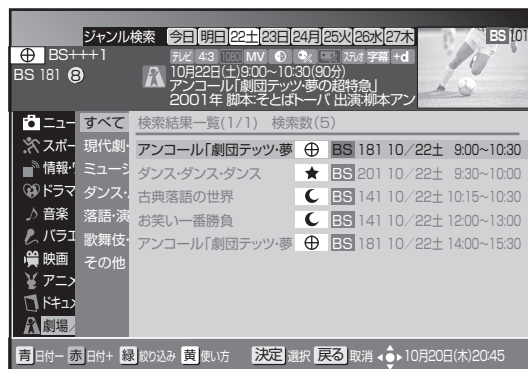 ジャンル検索 今日 明日 22土 23日 24月 25火 26水 27木
BS 101
BS+++1
BS 181 ⑧
テレビ 4:3 1080 MV ステレオ 字幕 +d
10月22日(土)9:00~10:30(90分)
アンコール「劇団テッツ・夢の超特急」
2001年 脚本:そとばトーバ 出演:柳本アン
ニュー
スポー
情報・ワ
ドラマ
音楽
バラエ
映画
アニメ
ドキュメ
劇場/
すべて
現代劇・
ミュージ
ダンス・
落語・演
歌舞伎・
その他
検索結果一覧(1/1) 検索数(5)
アンコール「劇団テッツ・夢 BS 181 10/22土 9:00~10:30
ダンス・ダンス・ダンス BS 201 10/22土 9:30~10:00
古典落語の世界 BS 141 10/22土 10:15~10:30
お笑い一番勝負 BS 141 10/22土 12:00~13:00
アンコール「劇団テッツ・夢 BS 181 10/22土 14:00~15:30
青 日付ー 赤 日付+ 緑 絞り込み 黄 使い方 決定 選択 戻る 取消 10月20日(木)20:45